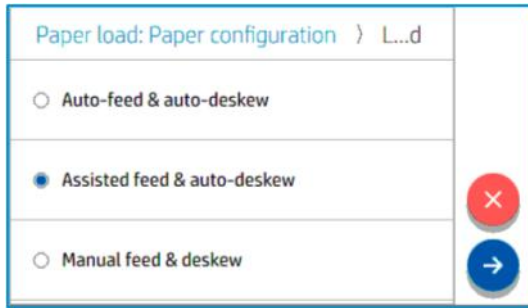 Paper load: Paper configuration 〉 L...d
Auto-feed & auto-deskew
Assisted feed & auto-deskew
Manual feed & deskew